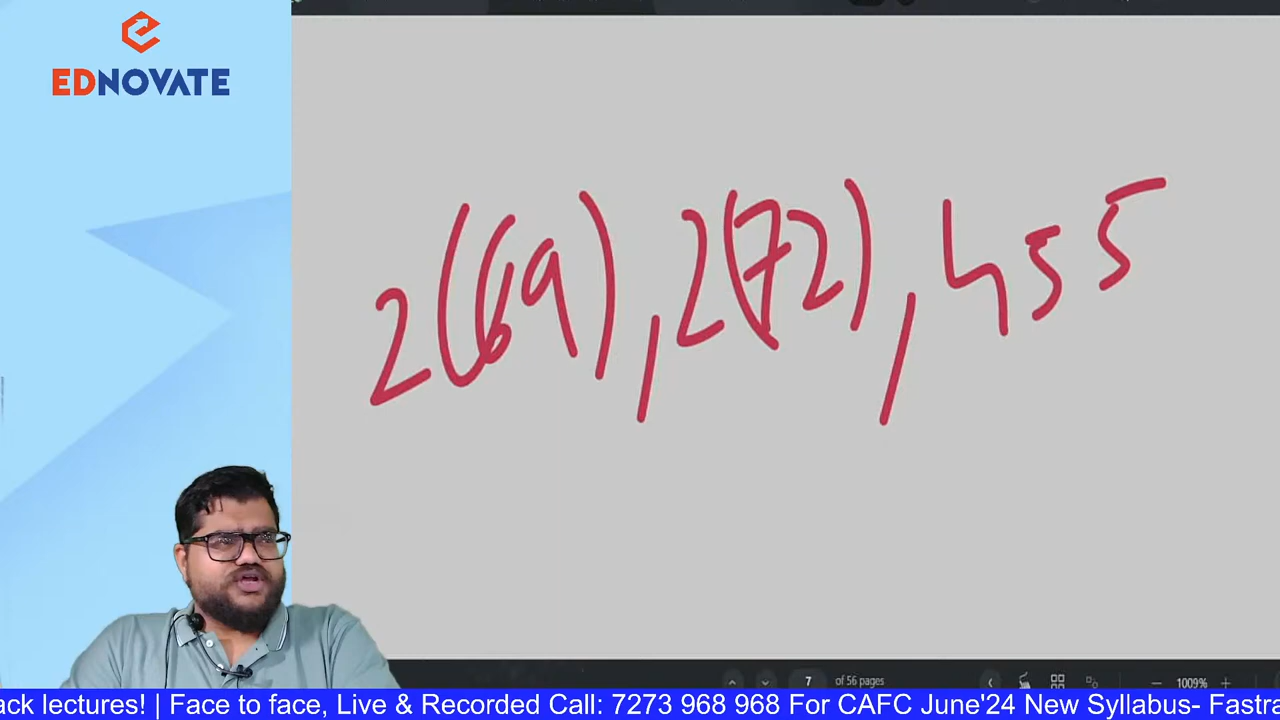 EDNOVATE
2(69), 2(72), 455
7 of 56 pages
1009%
ack lectures! | Face to face, Live & Recorded Call: 7273 968 968 For CAFC June'24 New Syllabus- Fastra